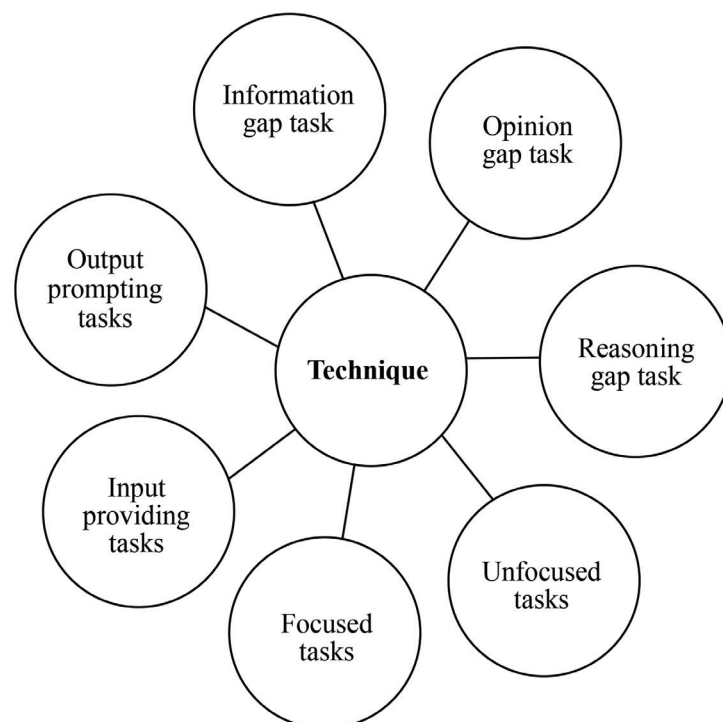 Information
gap task
Opinion
gap task
Output
prompting
tasks
Technique
Reasoning
gap task
Input
providing
tasks
Unfocused
tasks
Focused
tasks